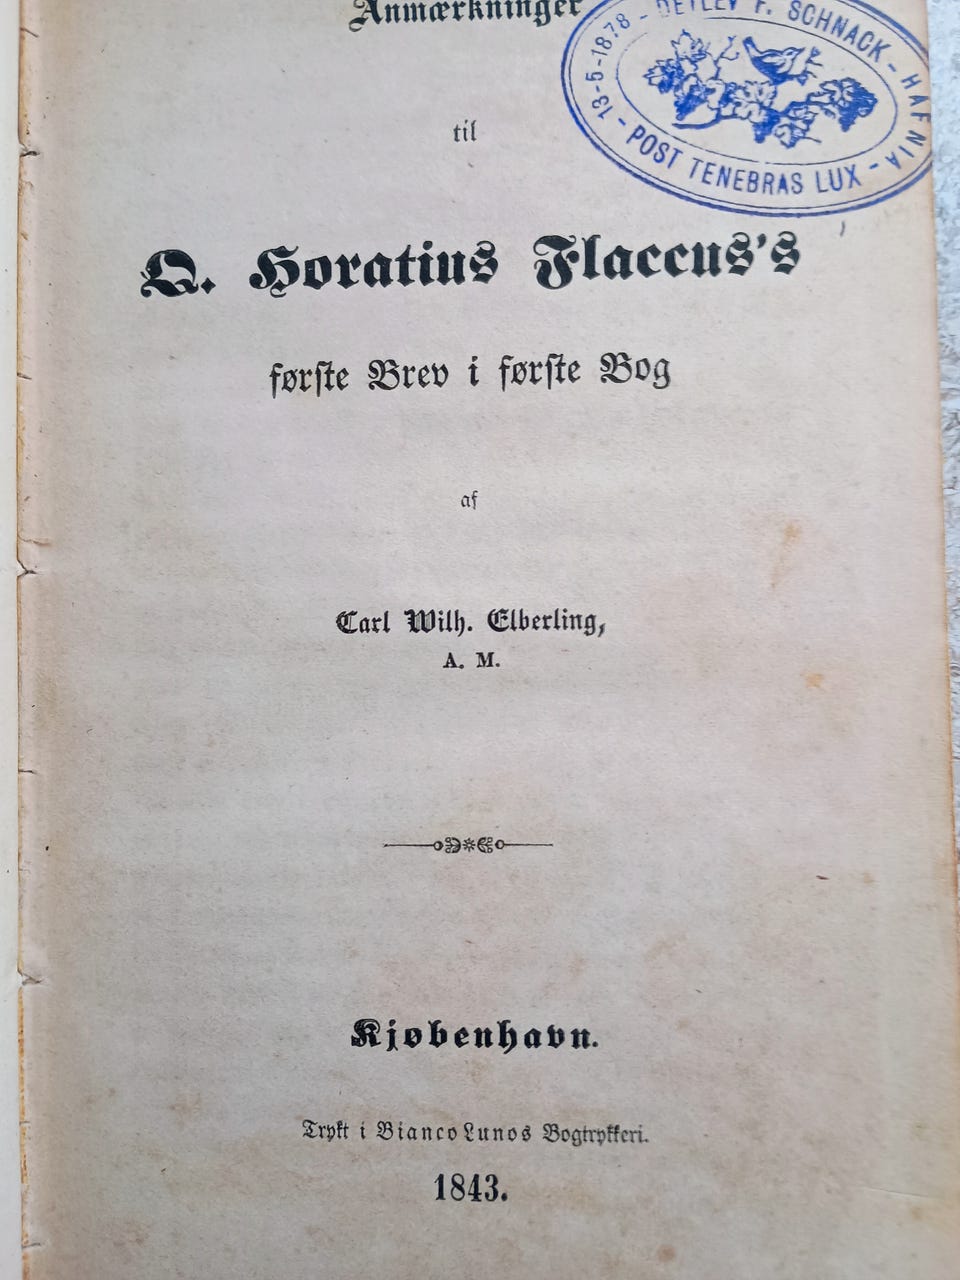 Anmærkninger
til
Q. Horatius Flaccus's
første Brev i første Bog
af
Carl Wilh. Elberling,
A. M.
Kjøbenhavn.
Trykt i Bianco Lunos Bogtrykkeri.
1843.
13-5-1878 - DETLEV F. SCHNACK - HAFNIA -
POST TENEBRAS LUX -